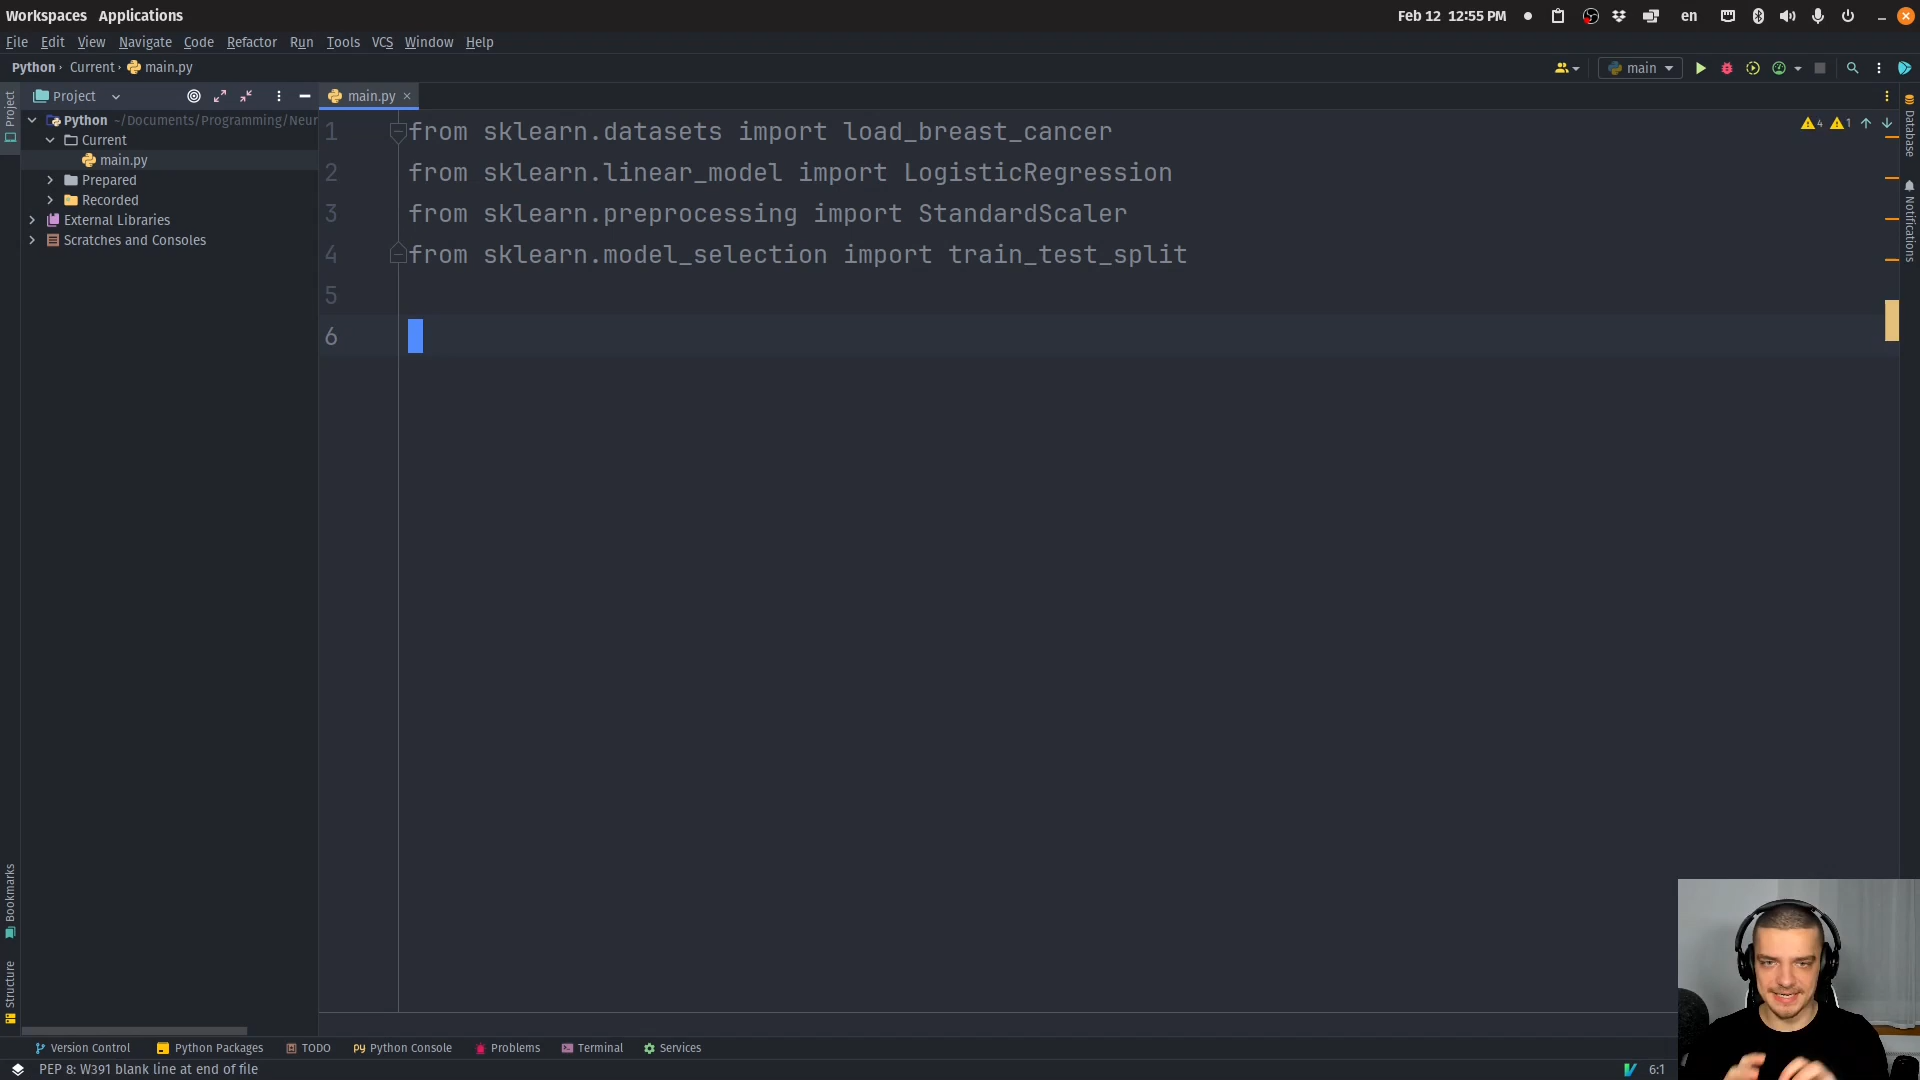 Workspaces Applications Feb 12 12:55 PM en
File Edit View Navigate Code Refactor Run Tools VCS Window Help
Python Current main.py main
Project main.py
Project
Python ~/Documents/Programming/Neur
Current
main.py
Prepared
Recorded
External Libraries
Scratches and Consoles
1 from sklearn.datasets import load_breast_cancer
2 from sklearn.linear_model import LogisticRegression
3 from sklearn.preprocessing import StandardScaler
4 from sklearn.model_selection import train_test_split
5
6
4 1
Database
Notifications
Bookmarks
Structure
Version Control Python Packages TODO Python Console Problems Terminal Services
PEP 8: W391 blank line at end of file 6:1